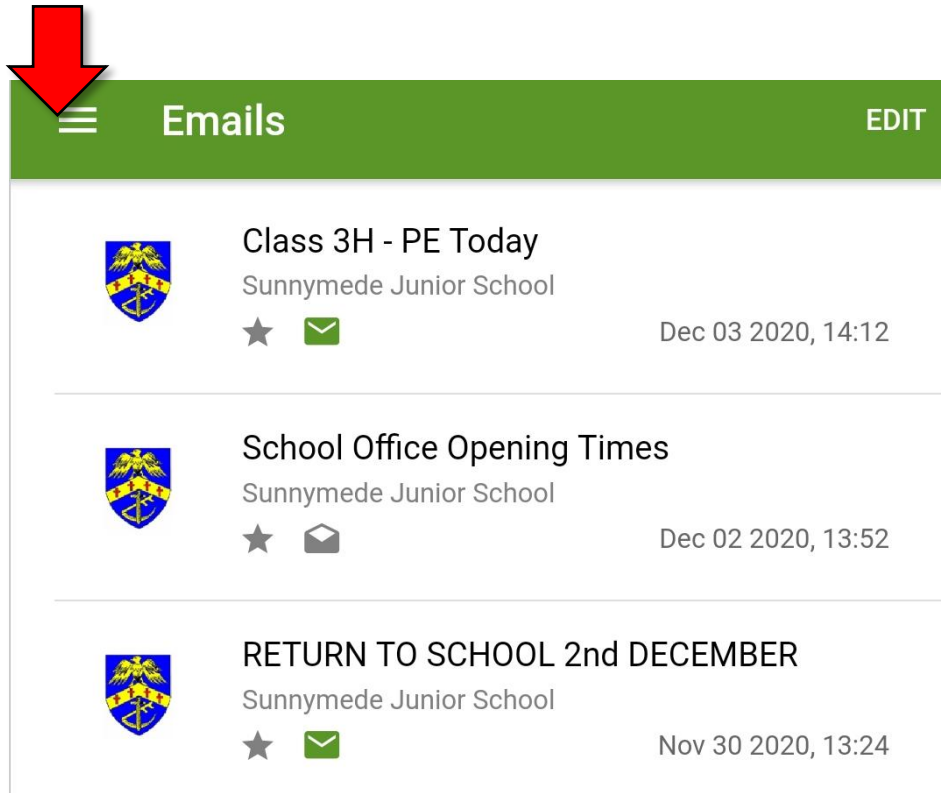 Emails
EDIT
Class 3H - PE Today
Sunnymede Junior School
Dec 03 2020, 14:12
School Office Opening Times
Sunnymede Junior School
Dec 02 2020, 13:52
RETURN TO SCHOOL 2nd DECEMBER
Sunnymede Junior School
Nov 30 2020, 13:24